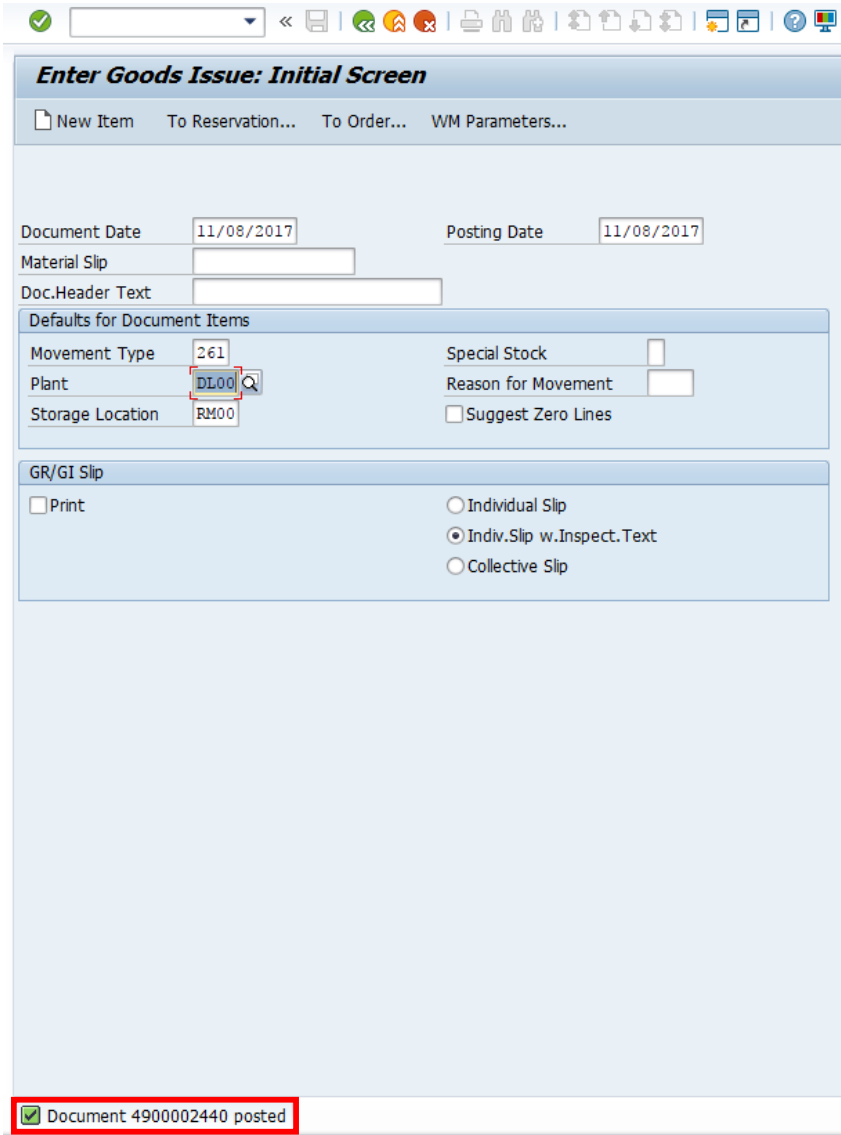 Enter Goods Issue: Initial Screen
New Item To Reservation... To Order... WM Parameters...
Document Date 11/08/2017 Posting Date 11/08/2017
Material Slip
Doc.Header Text
Defaults for Document Items
Movement Type 261 Special Stock
Plant DL00 Reason for Movement
Storage Location RM00 Suggest Zero Lines
GR/GI Slip
Print Individual Slip
Indiv.Slip w.Inspect.Text
Collective Slip
Document 4900002440 posted